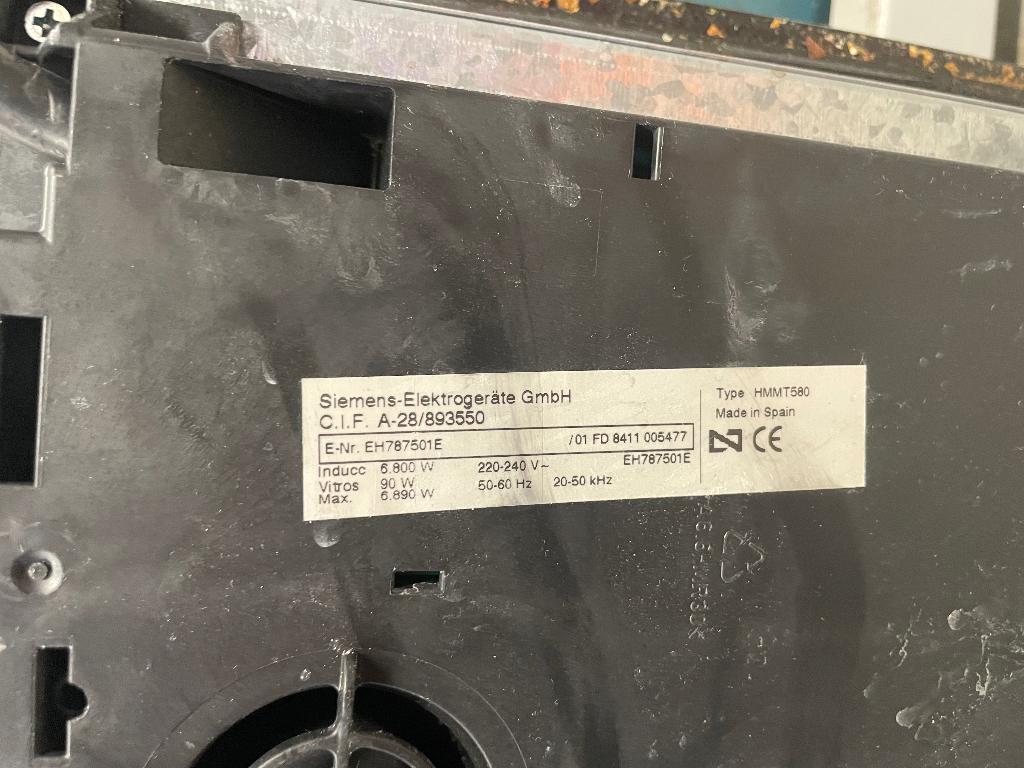 Siemens-Elektrogeräte GmbH
C.I.F. A-28/893550
E-Nr. EH787501E /01 FD 8411 005477
EH787501E
Inducc 6.800 W 220-240 V~
Vitros 90 W 50-60 Hz 20-50 kHz
Max. 6.890 W
Type HMMT580
Made in Spain
CE